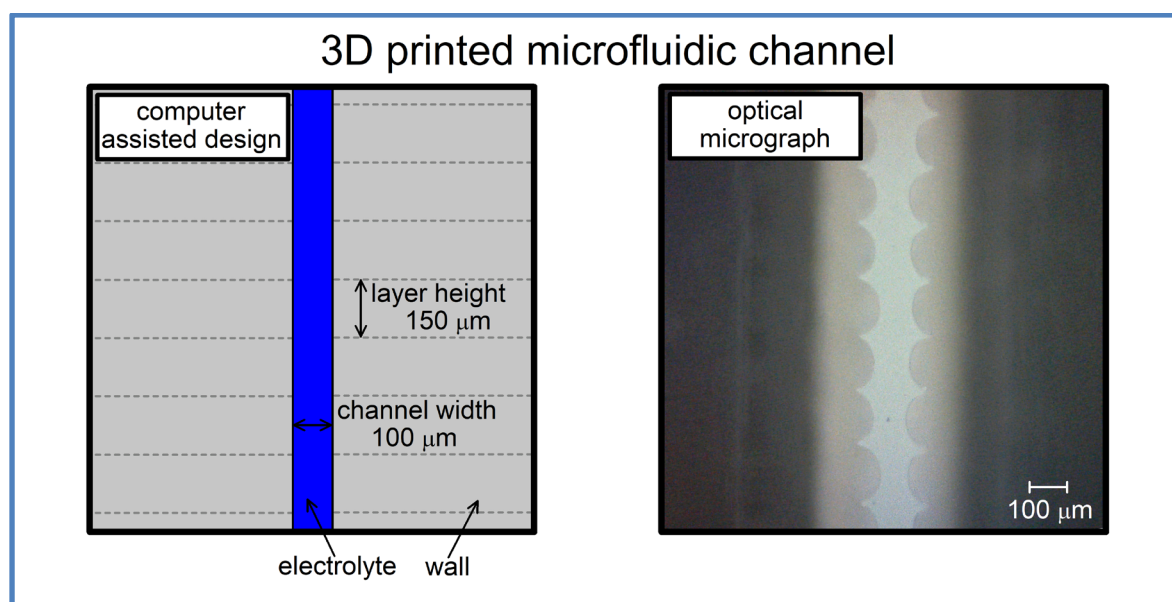 3D printed microfluidic channel
computer
assisted design
layer height
150 μm
channel width
100 μm
electrolyte
wall
optical
micrograph
100 μm